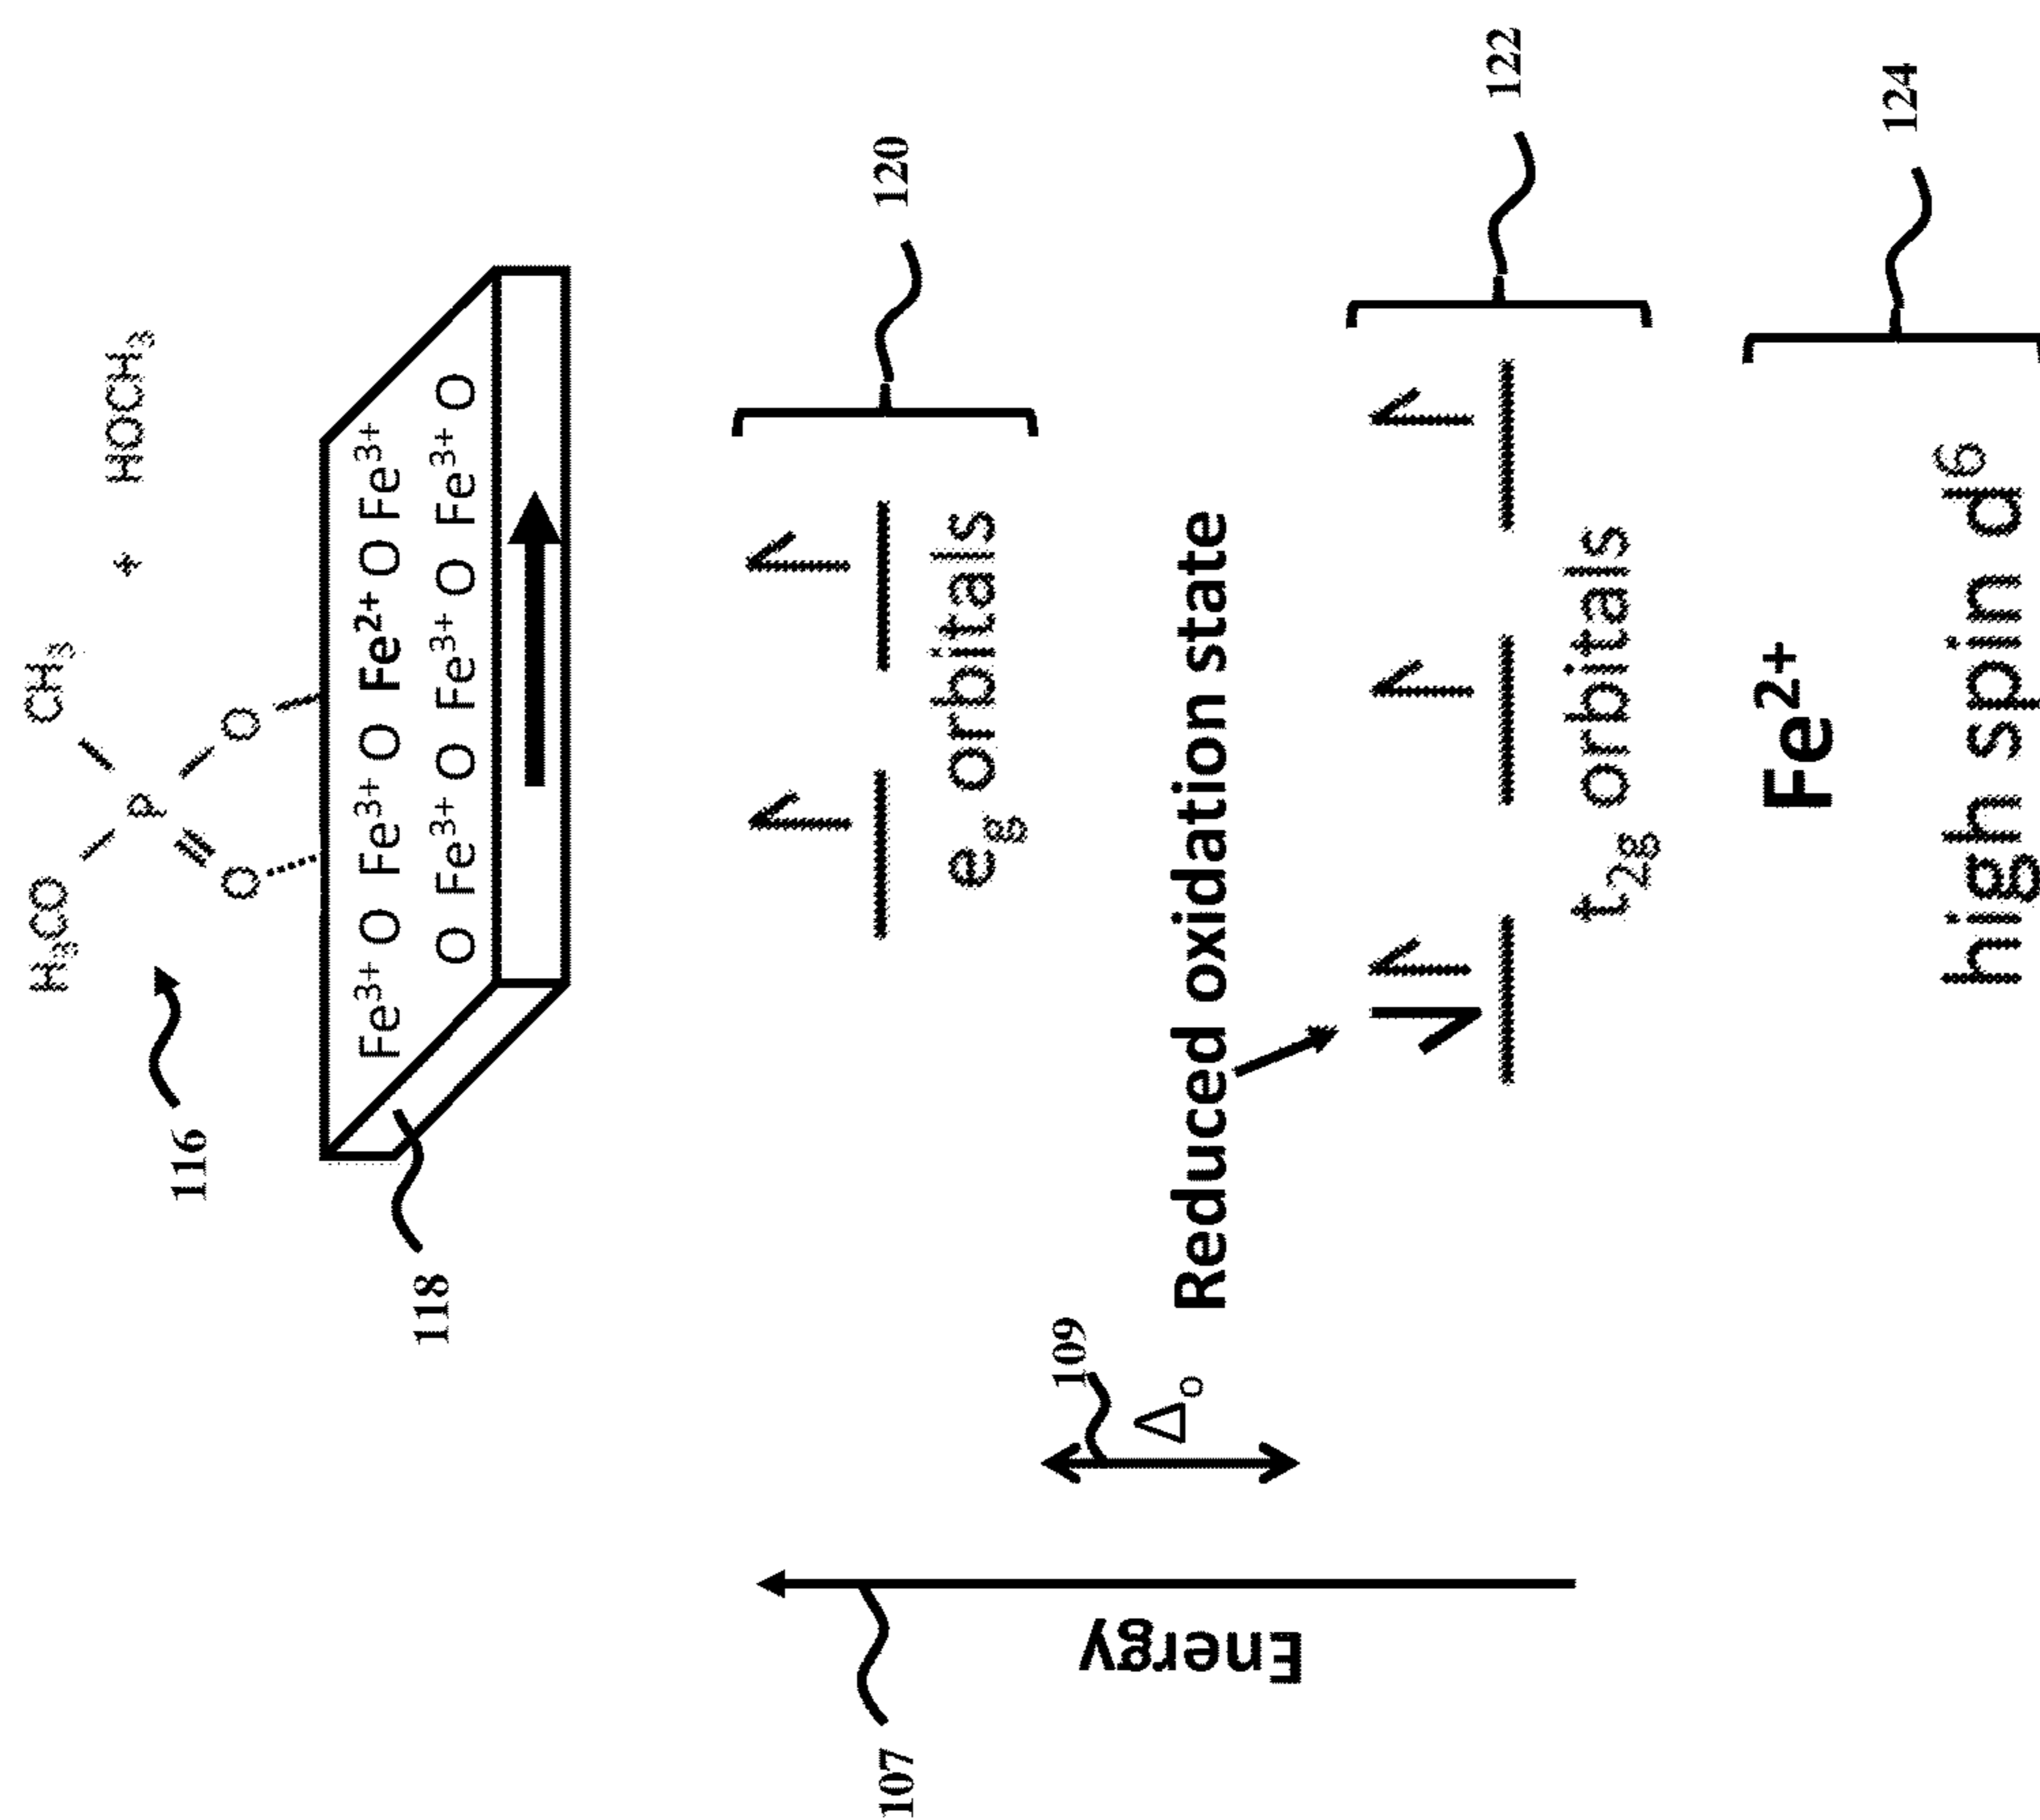 H₃CO CH₃
P + HOCH₃
116
O O
Fe³⁺ O Fe³⁺ O Fe²⁺ O Fe³⁺
O Fe³⁺ O Fe³⁺ O Fe³⁺ O
118
107
120
e_g orbitals
109
Δₒ
Energy
Reduced oxidation state
122
t₂g orbitals
Fe²⁺
124
high spin d⁶